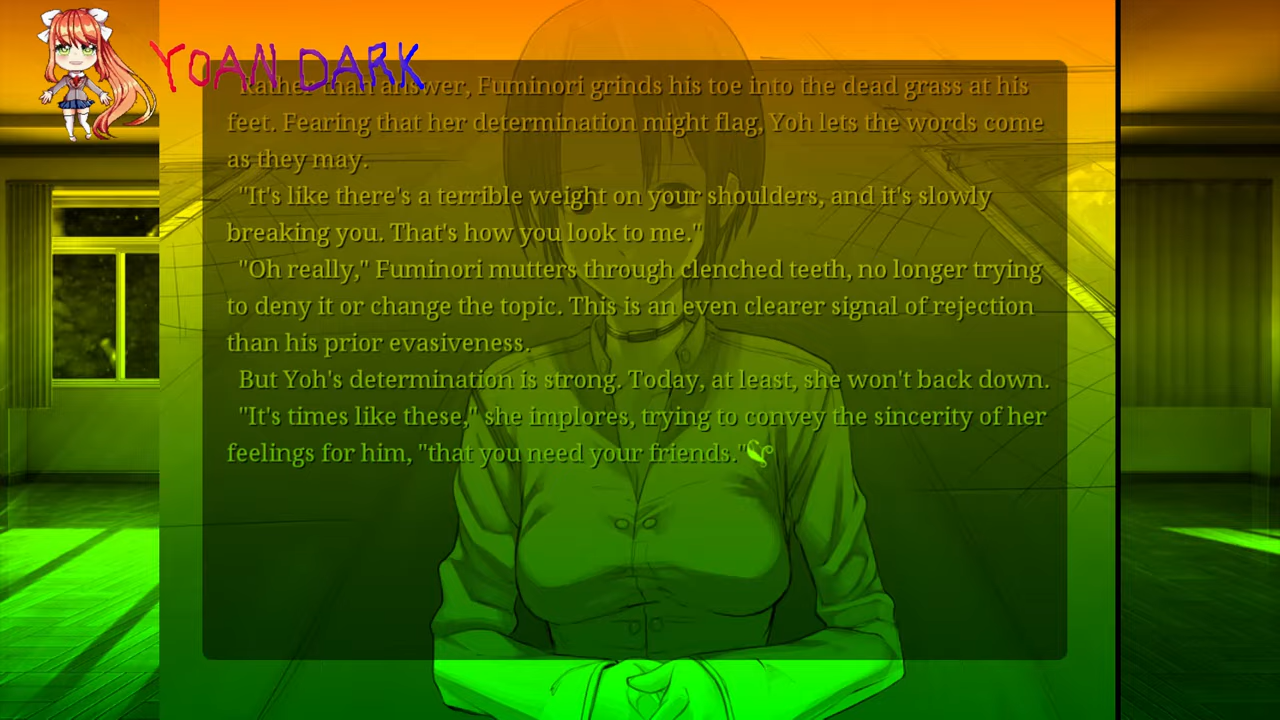 YOAN DARK
Rather than answer, Fuminori grinds his toe into the dead grass at his
feet. Fearing that her determination might flag, Yoh lets the words come
as they may.
"It's like there's a terrible weight on your shoulders, and it's slowly
breaking you. That's how you look to me."
"Oh really," Fuminori mutters through clenched teeth, no longer trying
to deny it or change the topic. This is an even clearer signal of rejection
than his prior evasiveness.
But Yoh's determination is strong. Today, at least, she won't back down.
"It's times like these," she implores, trying to convey the sincerity of her
feelings for him, "that you need your friends."